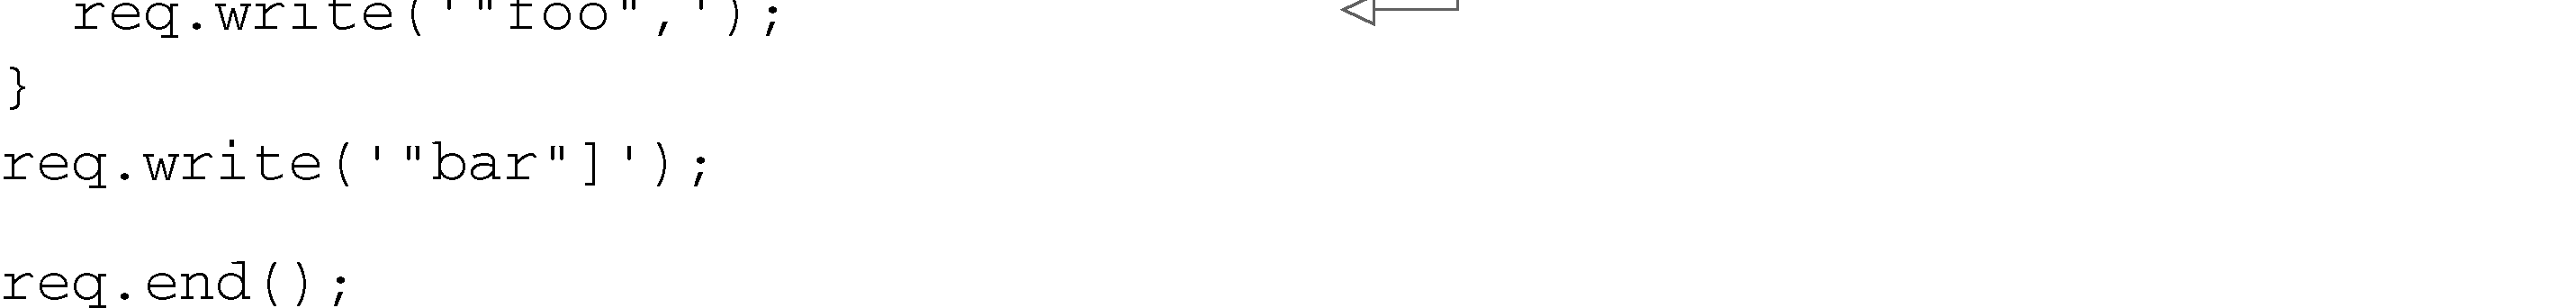 req.write('"foo",');
}
req.write('"bar"]');
req.end();